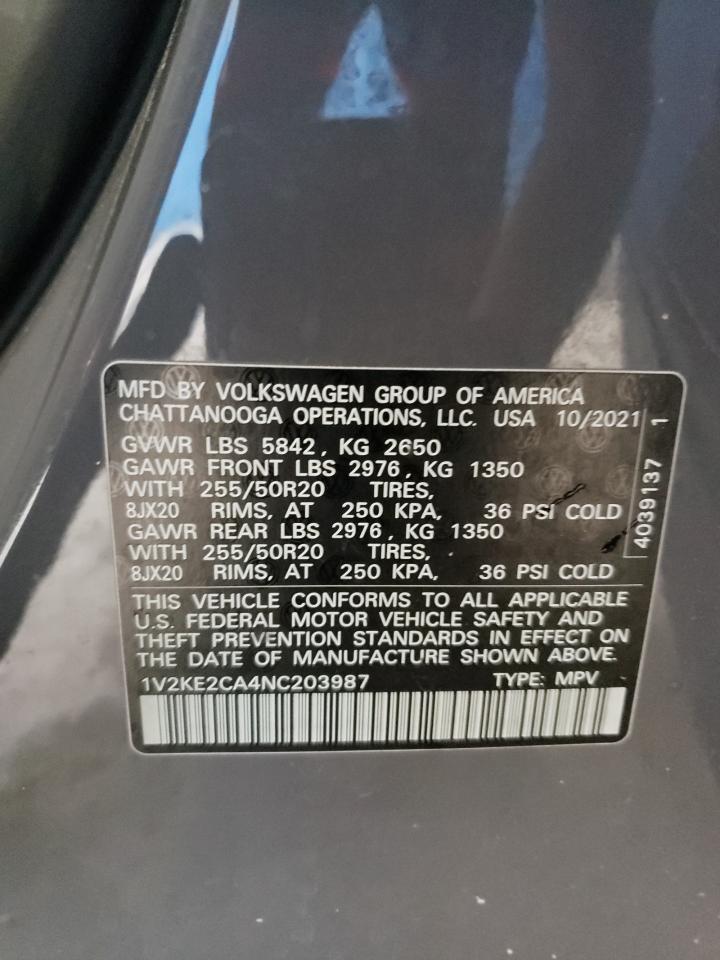 MFD BY VOLKSWAGEN GROUP OF AMERICA
CHATTANOOGA OPERATIONS, LLC. USA 10/2021
GVWR LBS 5842, KG 2650
GAWR FRONT LBS 2976, KG 1350
WITH 255/50R20 TIRES,
8JX20 RIMS, AT 250 KPA, 36 PSI COLD
GAWR REAR LBS 2976, KG 1350
WITH 255/50R20 TIRES,
8JX20 RIMS, AT 250 KPA, 36 PSI COLD
4039137 1
THIS VEHICLE CONFORMS TO ALL APPLICABLE
U.S. FEDERAL MOTOR VEHICLE SAFETY AND
THEFT PREVENTION STANDARDS IN EFFECT ON
THE DATE OF MANUFACTURE SHOWN ABOVE.
1V2KE2CA4NC203987 TYPE: MPV